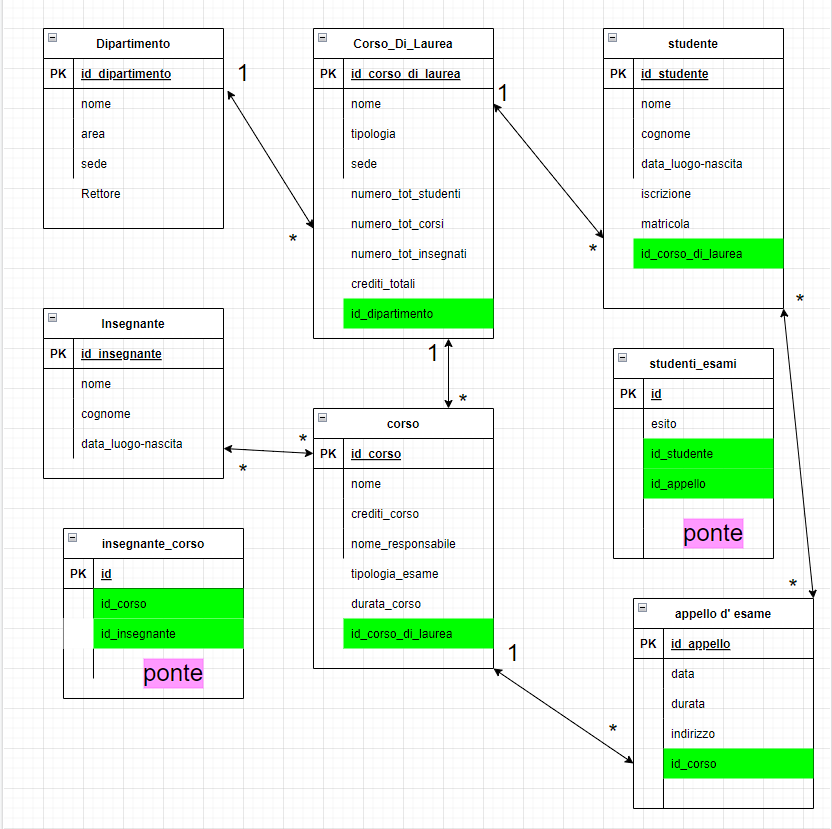 Dipartimento
PK id_dipartimento
nome
area
sede
Rettore
1
*
Corso_Di_Laurea
PK id_corso_di_laurea
nome
tipologia
sede
numero_tot_studenti
numero_tot_corsi
numero_tot_insegnati
crediti_totali
id_dipartimento
1
*
studente
PK id_studente
nome
cognome
data_luogo-nascita
iscrizione
matricola
id_corso_di_laurea
*
Insegnante
PK id_insegnante
nome
cognome
data_luogo-nascita
*
*
1
*
corso
PK id_corso
nome
crediti_corso
nome_responsabile
tipologia_esame
durata_corso
id_corso_di_laurea
1
*
studenti_esami
PK id
esito
id_studente
id_appello
ponte
*
insegnante_corso
PK id
id_corso
id_insegnante
ponte
appello d' esame
PK id_appello
data
durata
indirizzo
id_corso